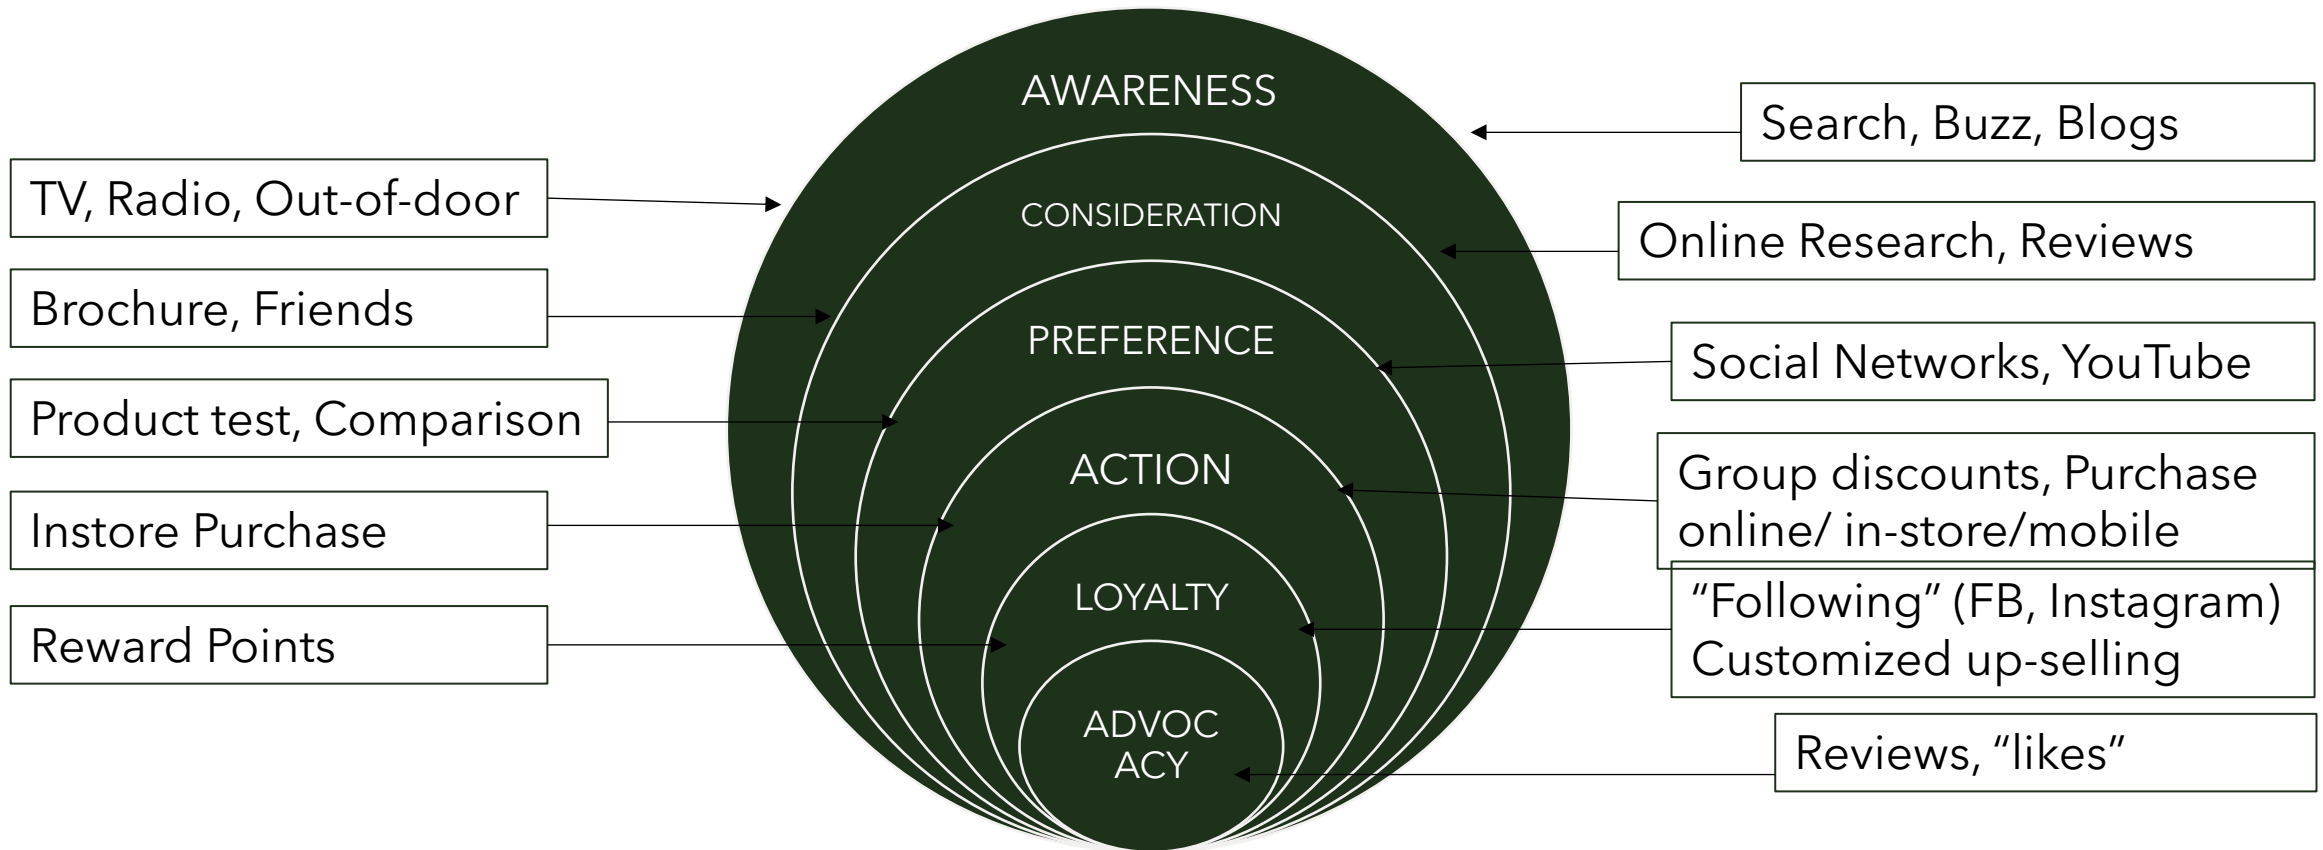 AWARENESS
CONSIDERATION
PREFERENCE
ACTION
LOYALTY
ADVOC
ACY
TV, Radio, Out-of-door
Brochure, Friends
Product test, Comparison
Instore Purchase
Reward Points
Search, Buzz, Blogs
Online Research, Reviews
Social Networks, YouTube
Group discounts, Purchase
online/ in-store/mobile
“Following” (FB, Instagram)
Customized up-selling
Reviews, “likes”